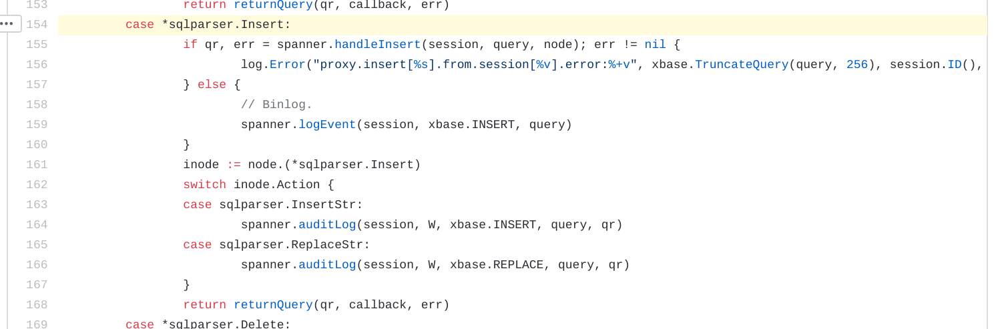 153                 return returnQuery(qr, callback, err)
••• 154         case *sqlparser.Insert:
155                 if qr, err = spanner.handleInsert(session, query, node); err != nil {
156                         log.Error("proxy.insert[%s].from.session[%v].error:%+v", xbase.TruncateQuery(query, 256), session.ID(),
157                 } else {
158                         // Binlog.
159                         spanner.logEvent(session, xbase.INSERT, query)
160                 }
161                 inode := node.(*sqlparser.Insert)
162                 switch inode.Action {
163                 case sqlparser.InsertStr:
164                         spanner.auditLog(session, W, xbase.INSERT, query, qr)
165                 case sqlparser.ReplaceStr:
166                         spanner.auditLog(session, W, xbase.REPLACE, query, qr)
167                 }
168                 return returnQuery(qr, callback, err)
169         case *sqlparser.Delete: